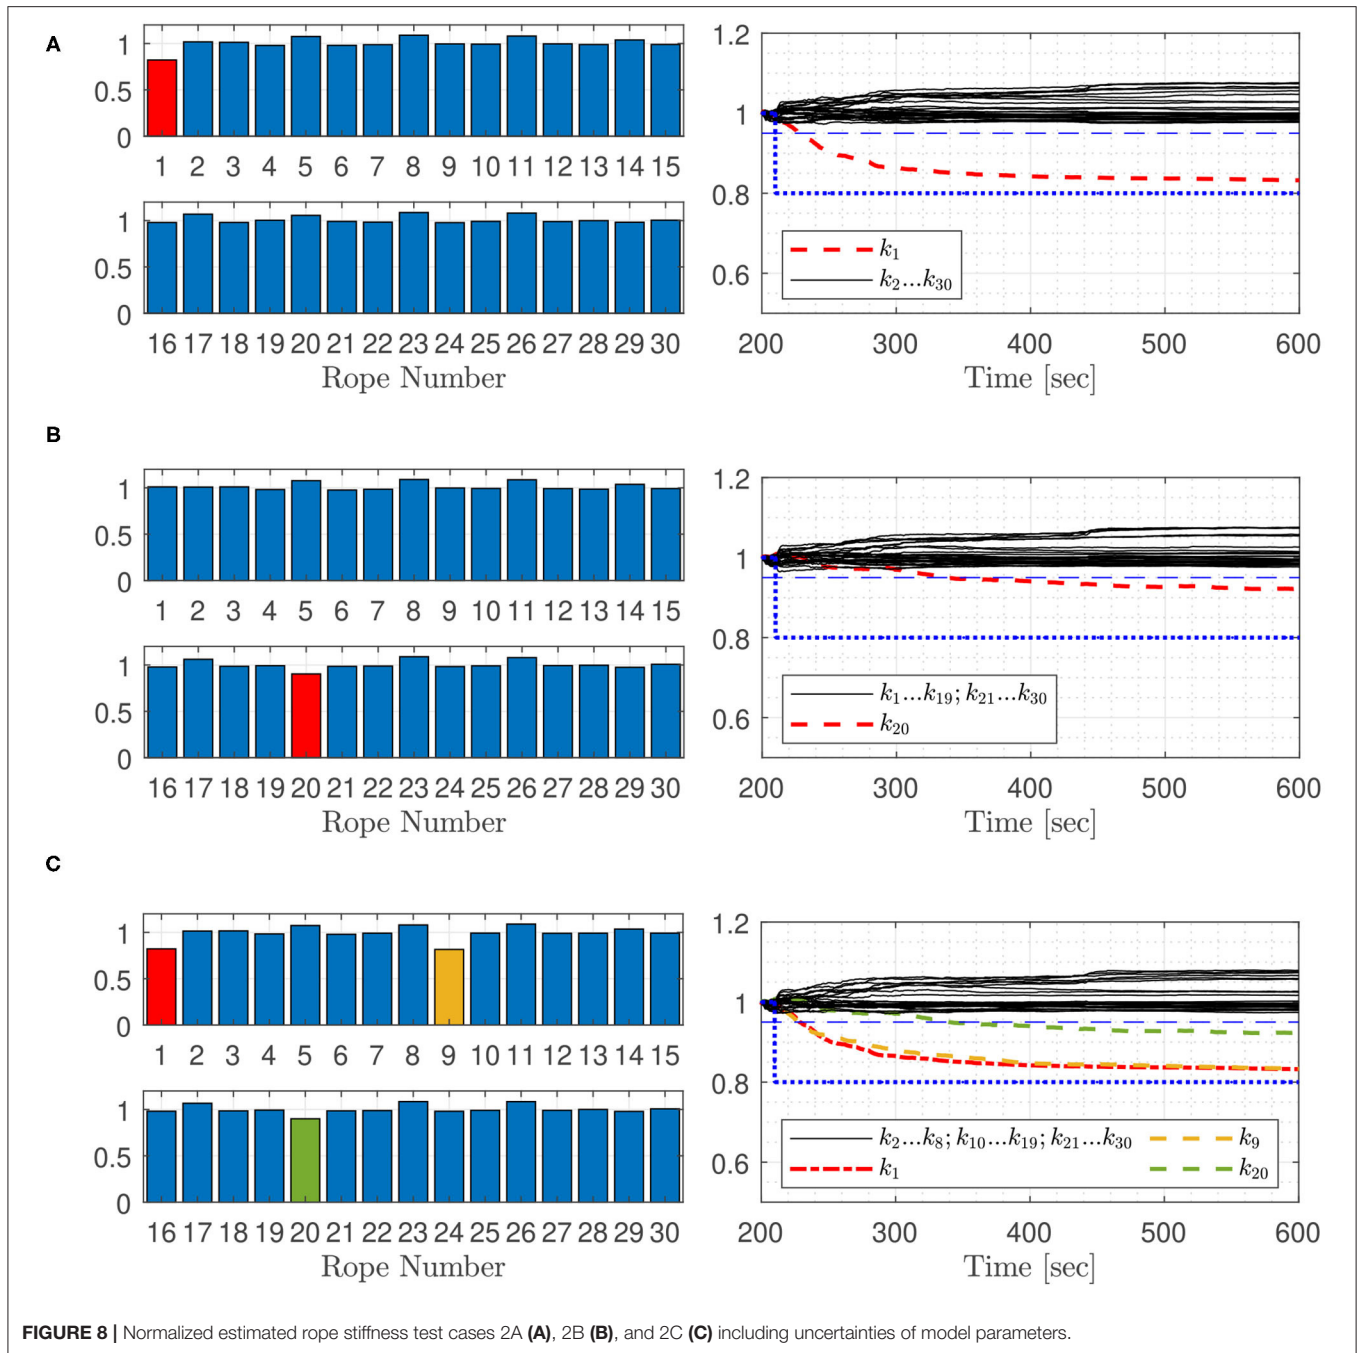 A
1
0.5
0
1 2 3 4 5 6 7 8 9 10 11 12 13 14 15
1
0.5
0
16 17 18 19 20 21 22 23 24 25 26 27 28 29 30
Rope Number
1.2
1
0.8
0.6
k1
k2...k30
200 300 400 500 600
Time [sec]
B
1
0.5
0
1 2 3 4 5 6 7 8 9 10 11 12 13 14 15
1
0.5
0
16 17 18 19 20 21 22 23 24 25 26 27 28 29 30
Rope Number
1.2
1
0.8
0.6
k1...k19; k21...k30
k20
200 300 400 500 600
Time [sec]
C
1
0.5
0
1 2 3 4 5 6 7 8 9 10 11 12 13 14 15
1
0.5
0
16 17 18 19 20 21 22 23 24 25 26 27 28 29 30
Rope Number
1.2
1
0.8
0.6
k2...k8; k10...k19; k21...k30
k1
k9
k20
200 300 400 500 600
Time [sec]
FIGURE 8 | Normalized estimated rope stiffness test cases 2A (A), 2B (B), and 2C (C) including uncertainties of model parameters.